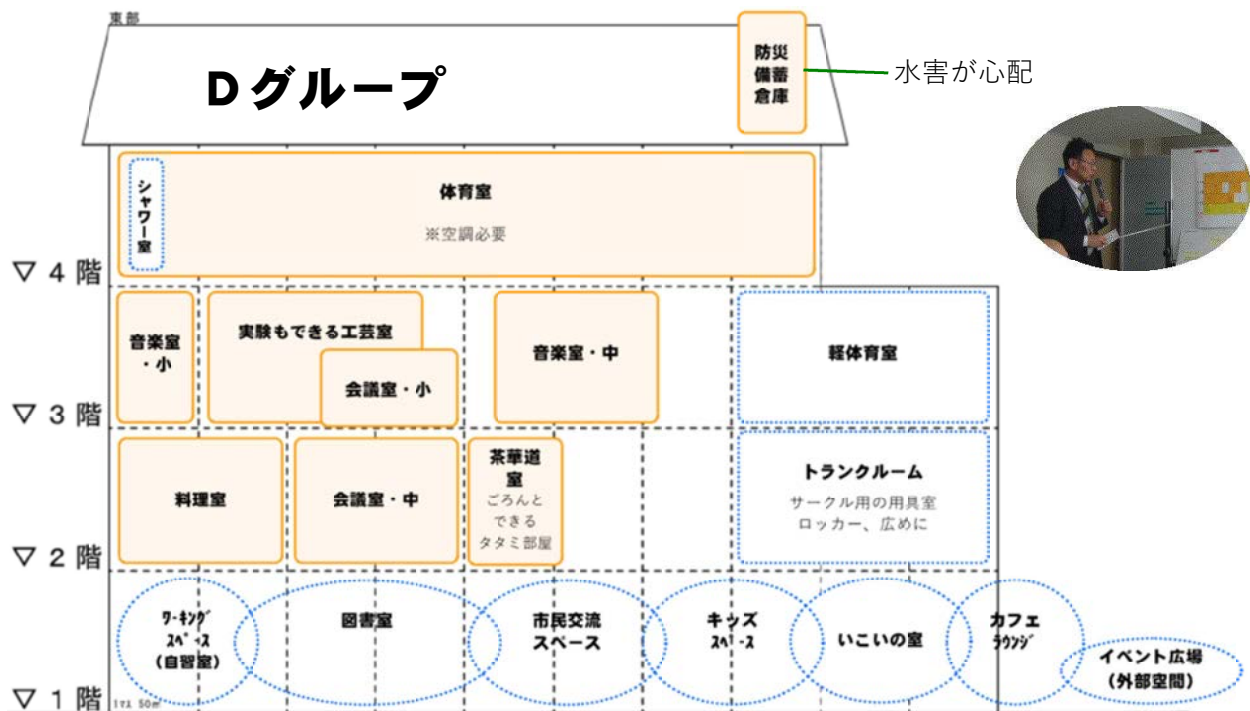 東部
Dグループ
防災
備蓄
倉庫
水害が心配
シャワー室
体育室
※空調必要
▽4階
音楽室
・小
実験もできる工芸室
会議室・小
音楽室・中
軽体育室
▽3階
料理室
会議室・中
茶華道
室
ごろんと
できる
タタミ部屋
トランクルーム
サークル用の用具室
ロッカー、広めに
▽2階
ワーキング
スペース
(自習室)
図書室
市民交流
スペース
キッズ
スペース
いこいの室
カフェ
ラウンジ
イベント広場
(外部空間)
▽1階
1マス 50㎡